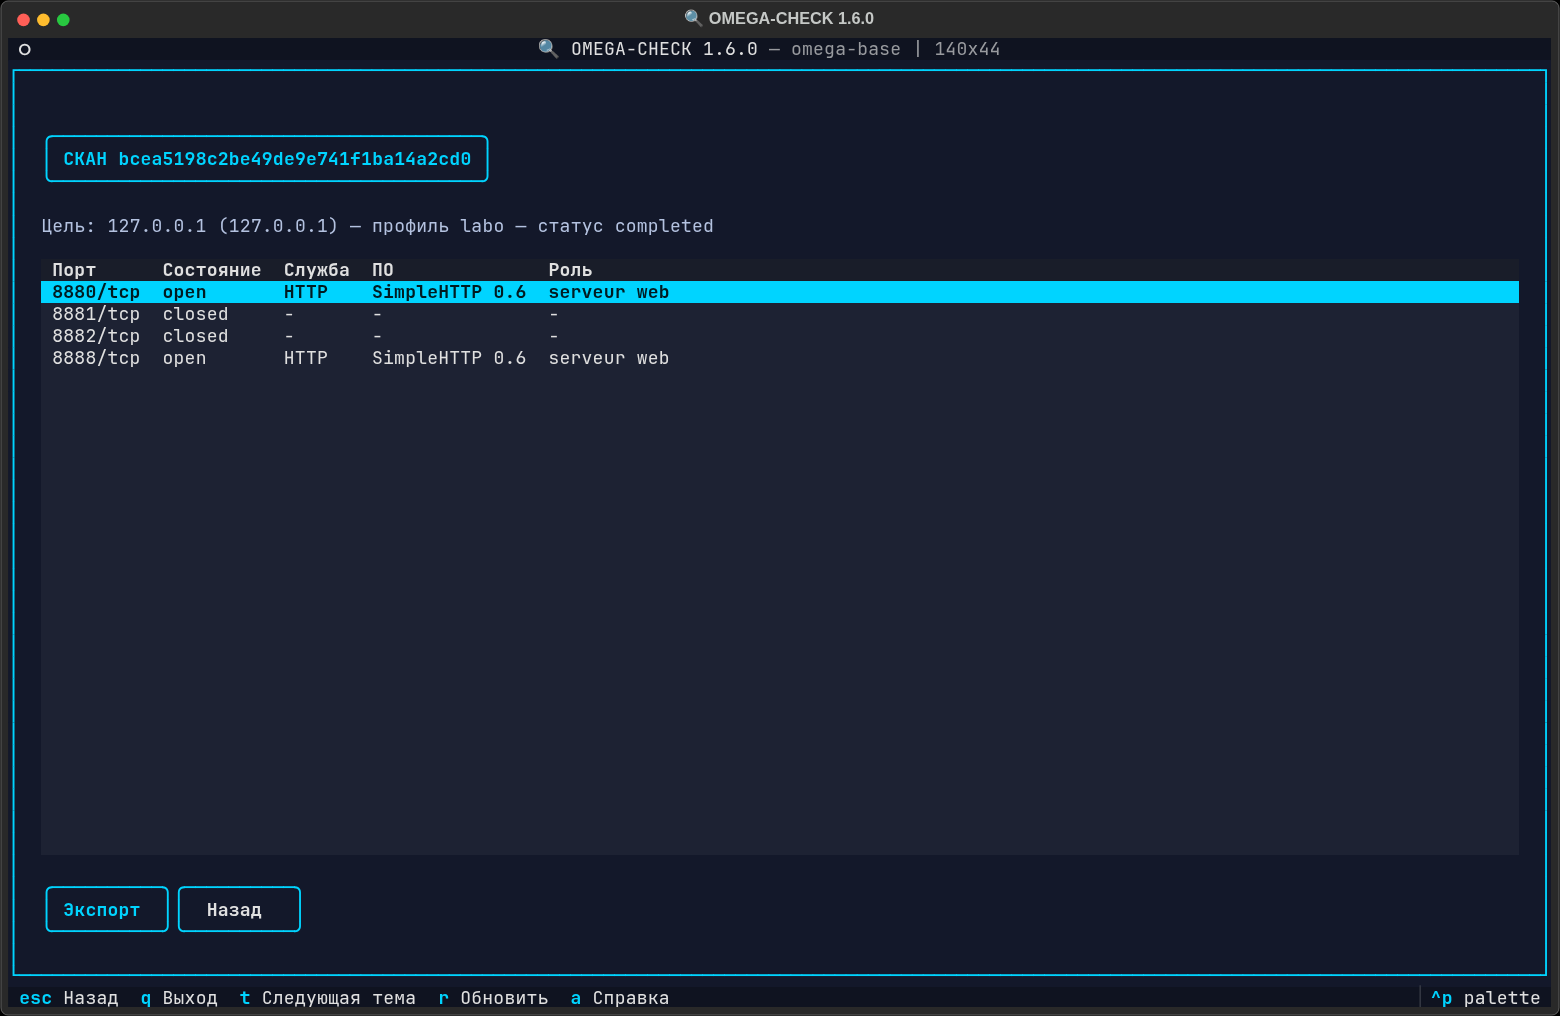 🔍 OMEGA-CHECK 1.6.0
🔍 OMEGA-CHECK 1.6.0 — omega-base | 140x44
СКАН bcea5198c2be49de9e741f1ba14a2cd0
Цель: 127.0.0.1 (127.0.0.1) — профиль labo — статус completed
Порт Состояние Служба ПО Роль
8880/tcp open HTTP SimpleHTTP 0.6 serveur web
8881/tcp closed - - -
8882/tcp closed - - -
8888/tcp open HTTP SimpleHTTP 0.6 serveur web
Экспорт Назад
esc Назад q Выход t Следующая тема r Обновить a Справка ^p palette